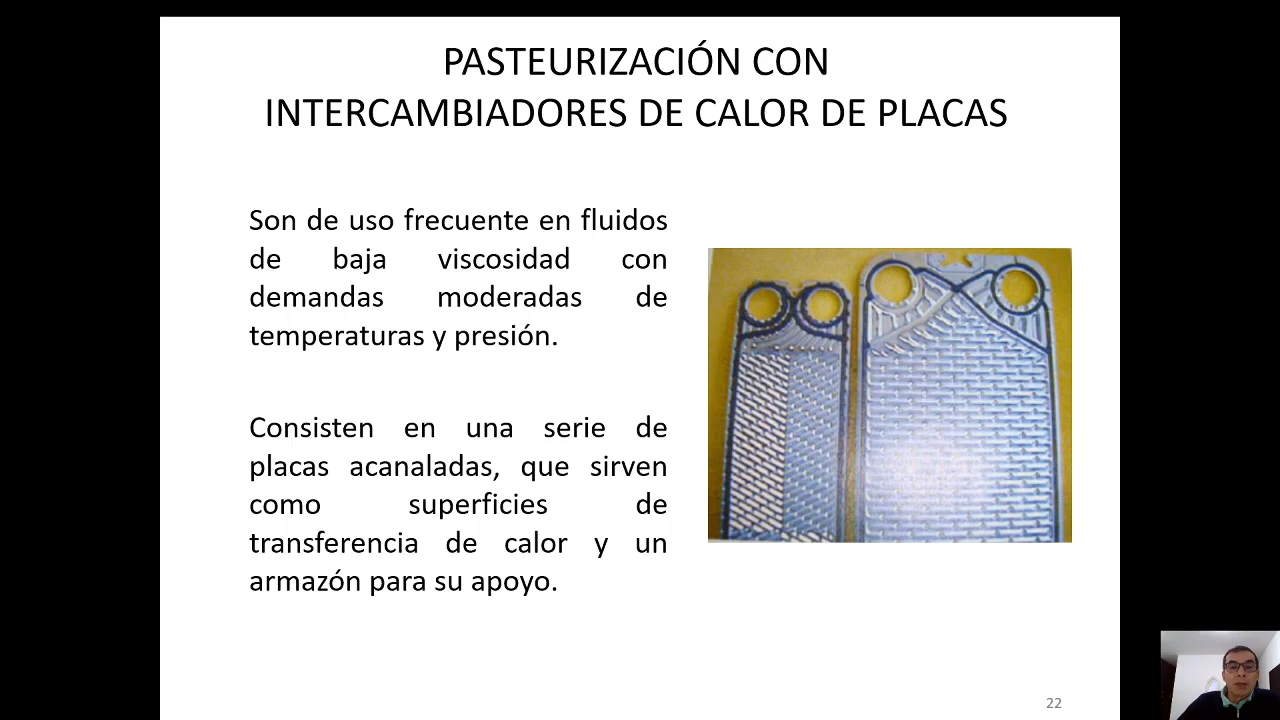 PASTEURIZACIÓN CON
INTERCAMBIADORES DE CALOR DE PLACAS
Son de uso frecuente en fluidos
de baja viscosidad con
demandas moderadas de
temperaturas y presión.
Consisten en una serie de
placas acanaladas, que sirven
como superficies de
transferencia de calor y un
armazón para su apoyo.
22